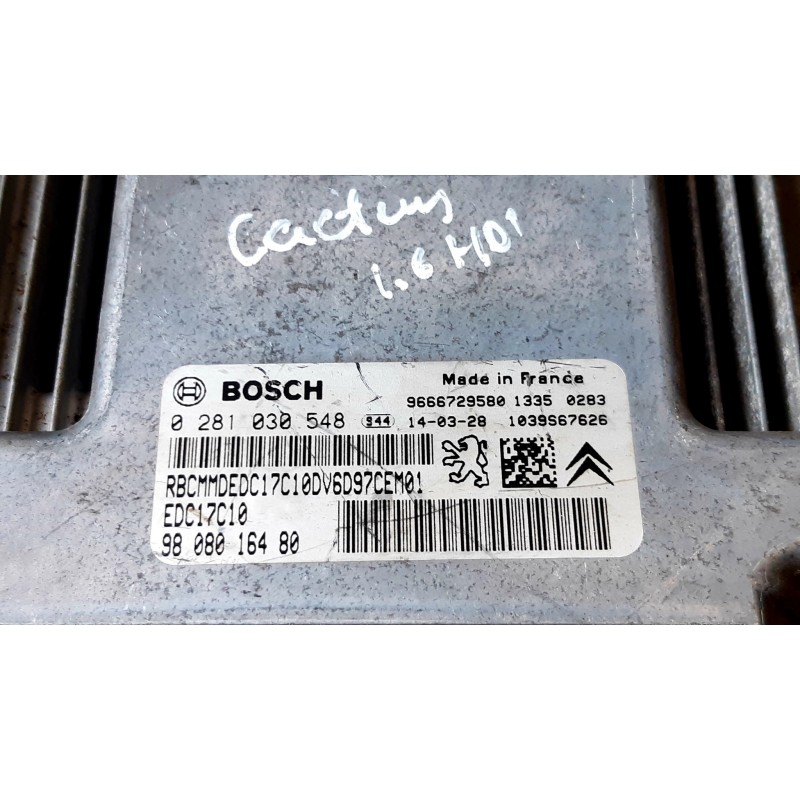 Cactus
1.6 HDI
BOSCH Made in France
9666729580 1335 0283
0 281 030 548 944 14-03-28 1039S67626
RBCMMDEDC17C10DV6D97CEM01
EDC17C10
98 080 164 80